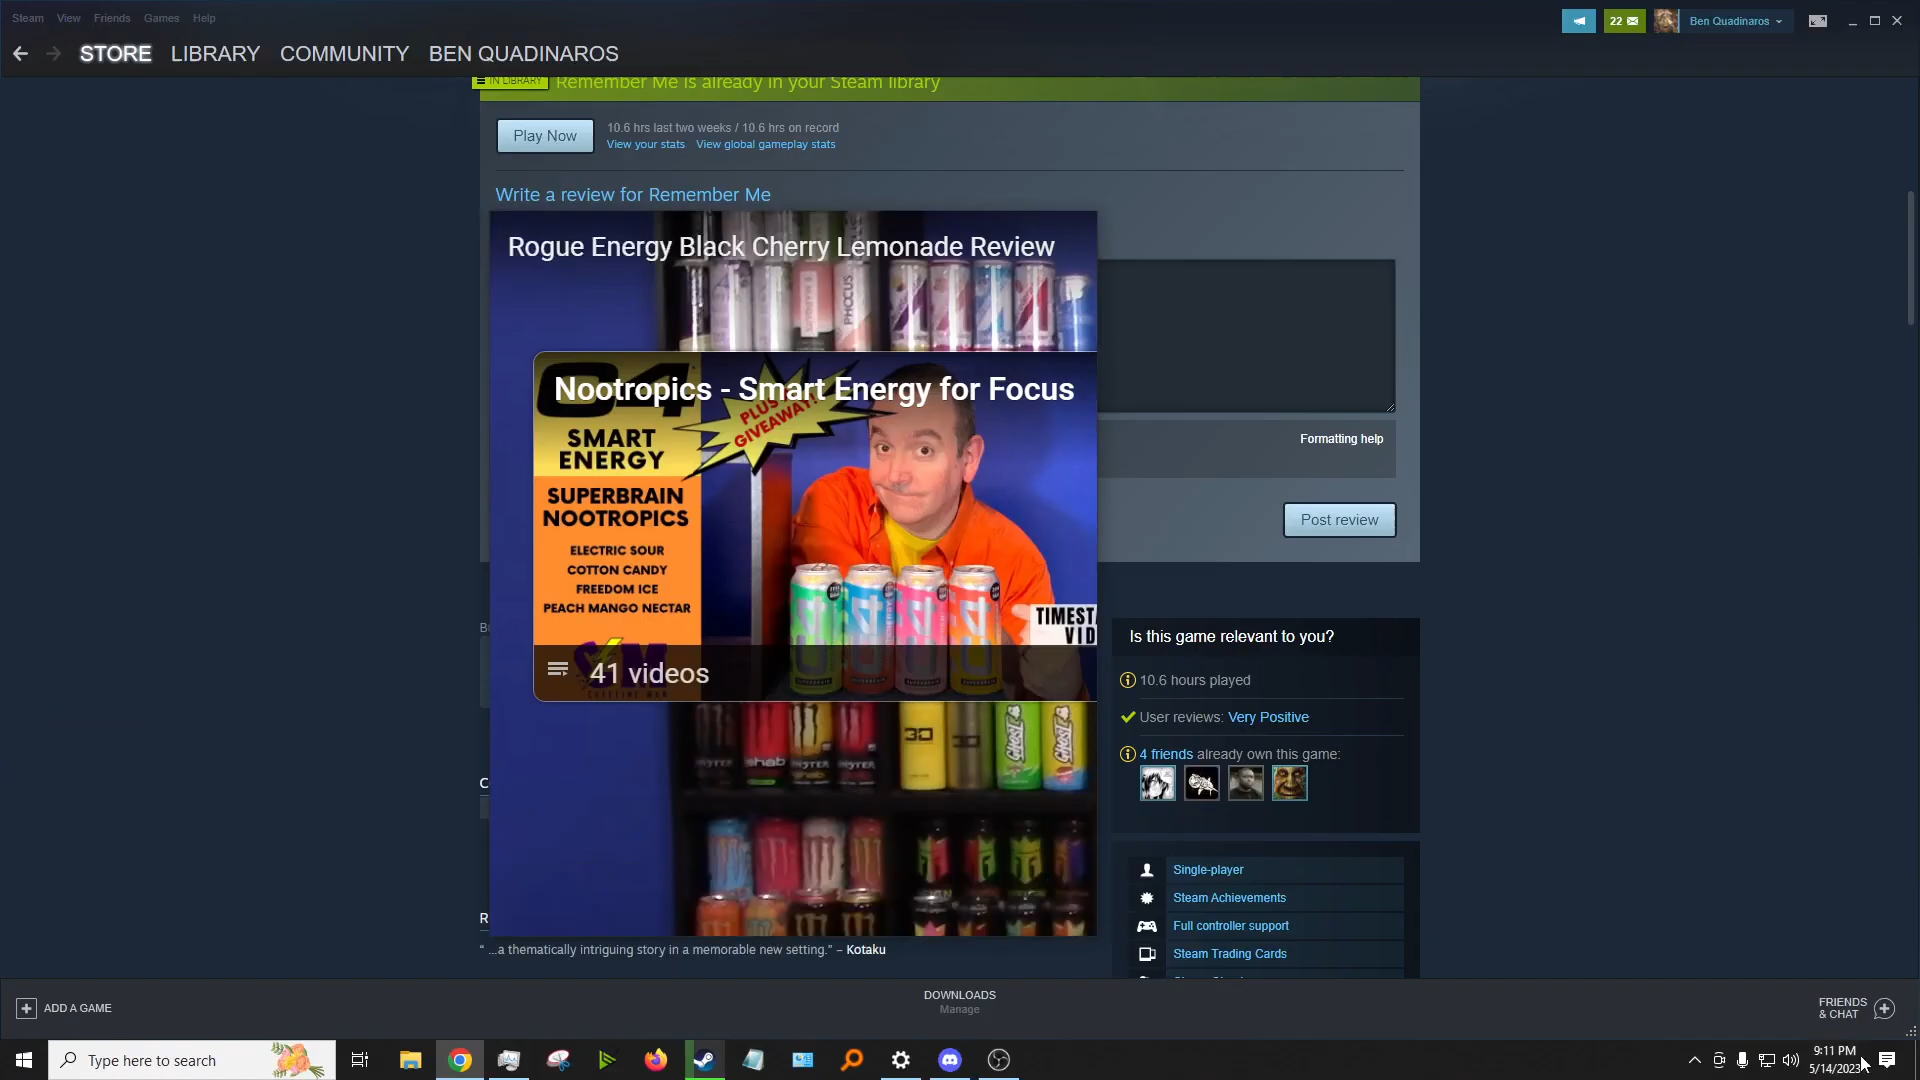 Steam View Friends Games Help
22
Ben Quadinaros
STORE LIBRARY COMMUNITY BEN QUADINAROS
IN LIBRARY
Remember Me is already in your Steam library
Play Now
10.6 hrs last two weeks / 10.6 hrs on record
View your stats View global gameplay stats
Write a review for Remember Me
Rogue Energy Black Cherry Lemonade Review
PHOCUS
Nootropics - Smart Energy for Focus
C4
PLUS
GIVEAWAY!
SMART
ENERGY
SUPERBRAIN
NOOTROPICS
ELECTRIC SOUR
COTTON CANDY
FREEDOM ICE
PEACH MANGO NECTAR
TIMESTA
VID
41 videos
Formatting help
Post review
Is this game relevant to you?
10.6 hours played
User reviews: Very Positive
4 friends already own this game:
GHOST
GHOST
Single-player
Steam Achievements
Full controller support
Steam Trading Cards
“ ...a thematically intriguing story in a memorable new setting.” – Kotaku
ADD A GAME
DOWNLOADS
Manage
FRIENDS
& CHAT
Type here to search
9:11 PM
5/14/2023